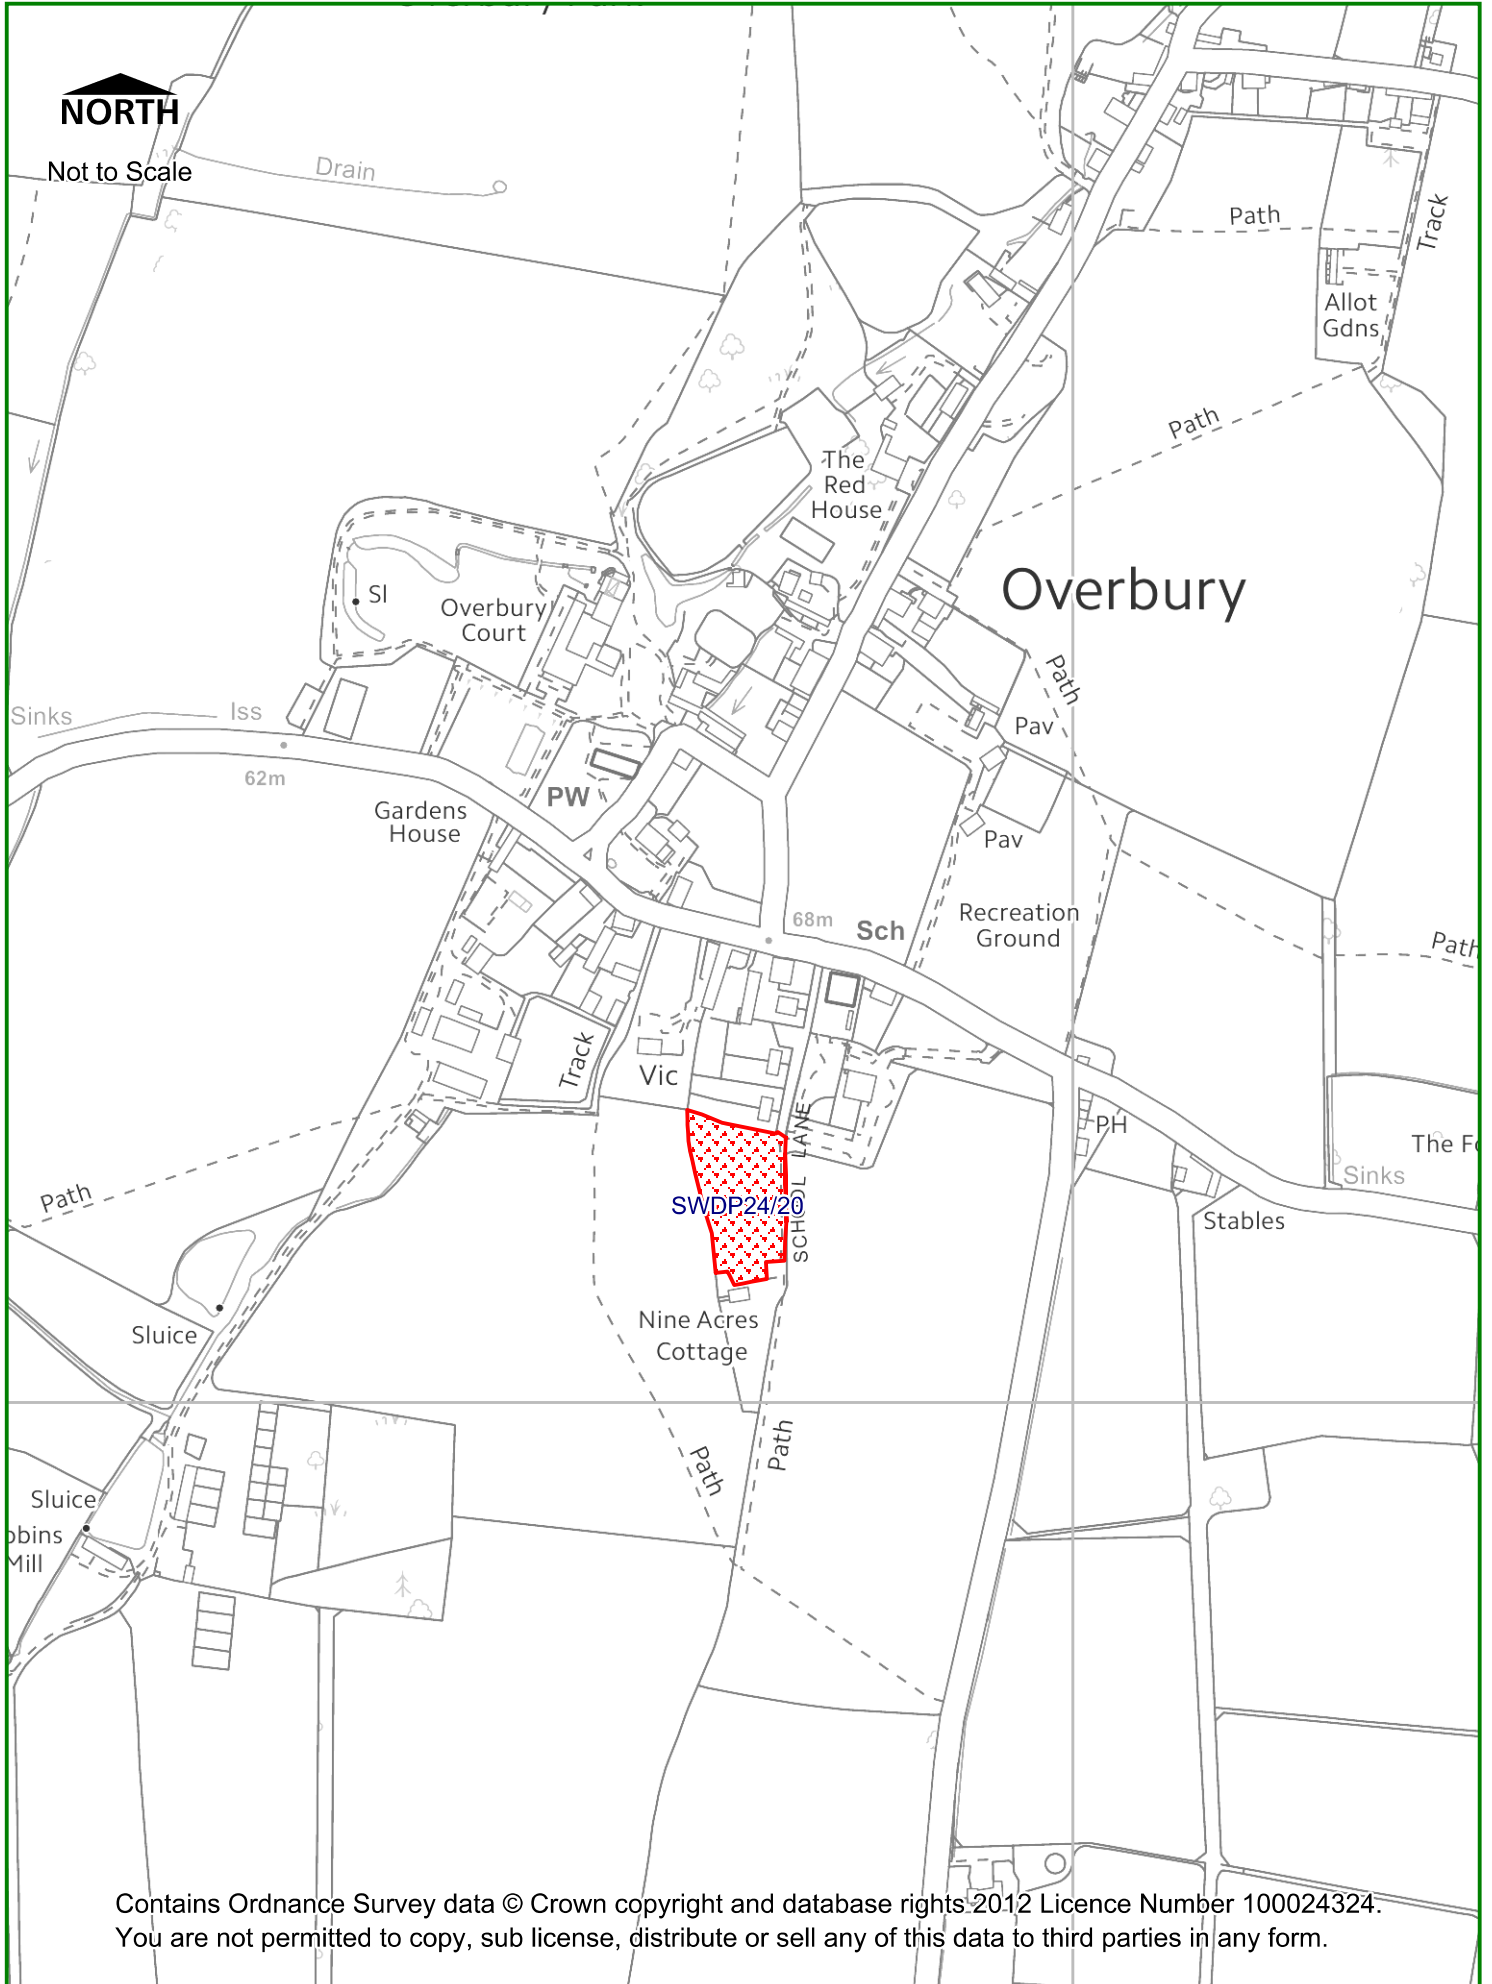 NORTH
Not to Scale
Drain
Path
Track
Allot
Gdns
Path
The
Red
House
Overbury
Sl
Overbury
Court
Path
Sinks
Iss
Pav
62m
PW
Gardens
House
Pav
68m
Sch
Recreation
Ground
Path
Track
Vic
SCHOOL LANE
PH
The Fo
Sinks
Path
SWDP24/20
Stables
Sluice
Nine Acres
Cottage
Path
Path
Sluice
obins
Mill
Contains Ordnance Survey data © Crown copyright and database rights 2012 Licence Number 100024324.
You are not permitted to copy, sub license, distribute or sell any of this data to third parties in any form.